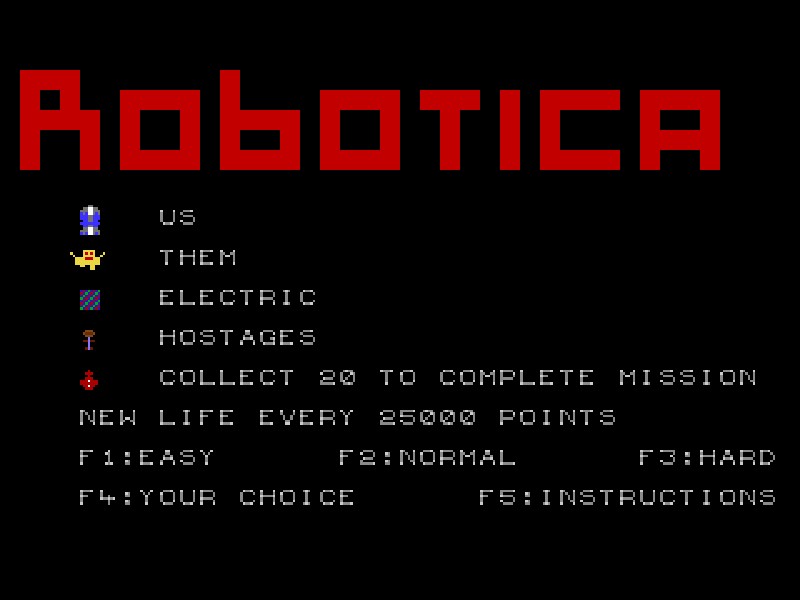 RobOTICA
US
THEM
ELECTRIC
HOSTAGES
COLLECT 20 TO COMPLETE MISSION
NEW LIFE EVERY 25000 POINTS
F1:EASY F2:NORMAL F3:HARD
F4:YOUR CHOICE F5:INSTRUCTIONS